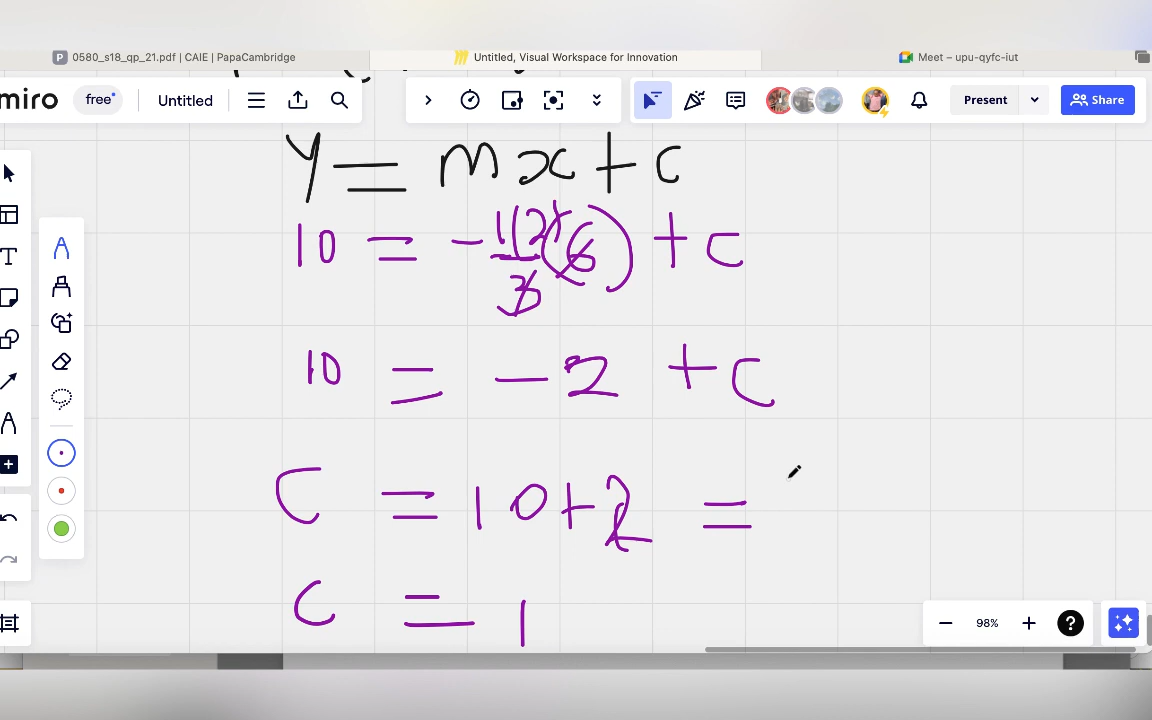 0580_s18_qp_21.pdf | CAIE | PapaCambridge
Untitled, Visual Workspace for Innovation
Meet – upu-qyfc-iut
miro
free
Untitled
Present
Share
y = mx + c
10 = - 1/3 (6) + c
10 = - 2 + c
C = 10 + 2 =
C = 1
98%